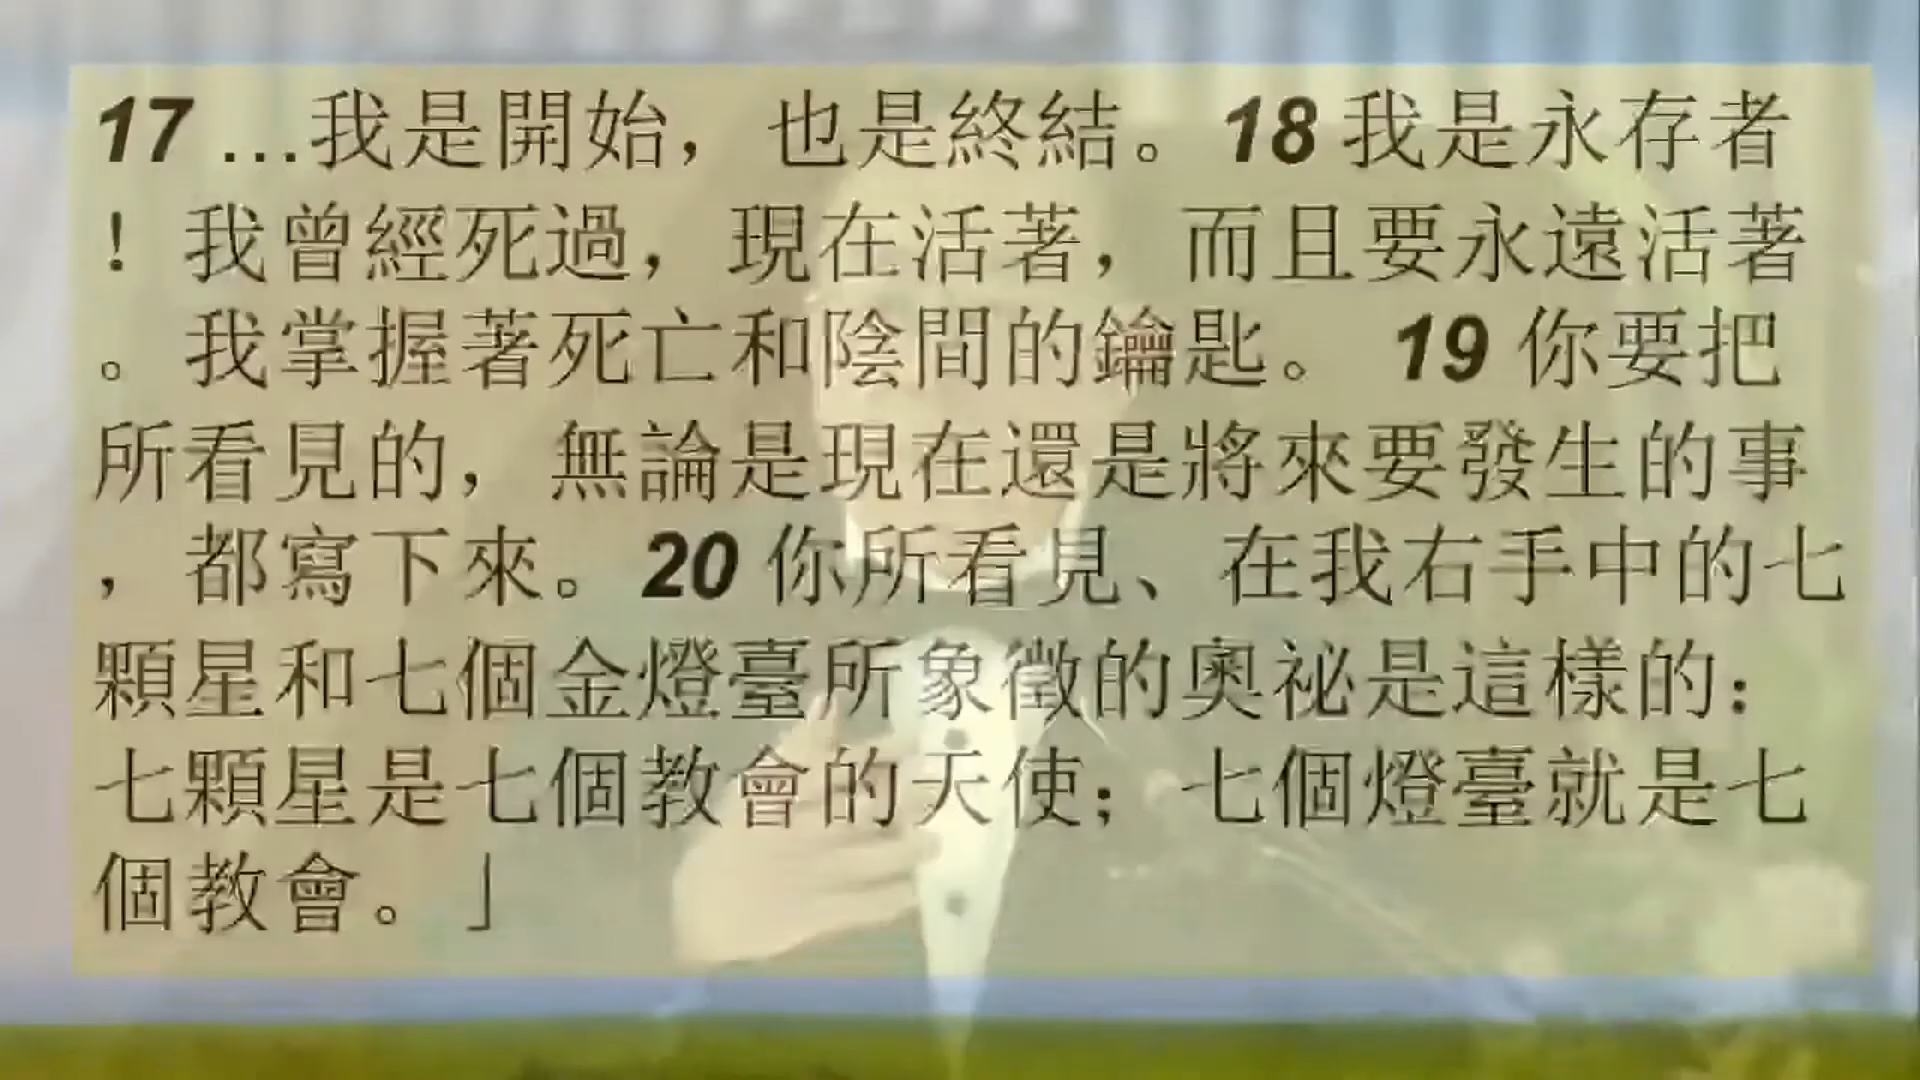 17 …我是開始，也是終結。18 我是永存者
！我曾經死過，現在活著，而且要永遠活著
。我掌握著死亡和陰間的鑰匙。 19 你要把
所看見的，無論是現在還是將來要發生的事
，都寫下來。20 你所看見、在我右手中的七
顆星和七個金燈臺所象徵的奧祕是這樣的：
七顆星是七個教會的天使；七個燈臺就是七
個教會。」